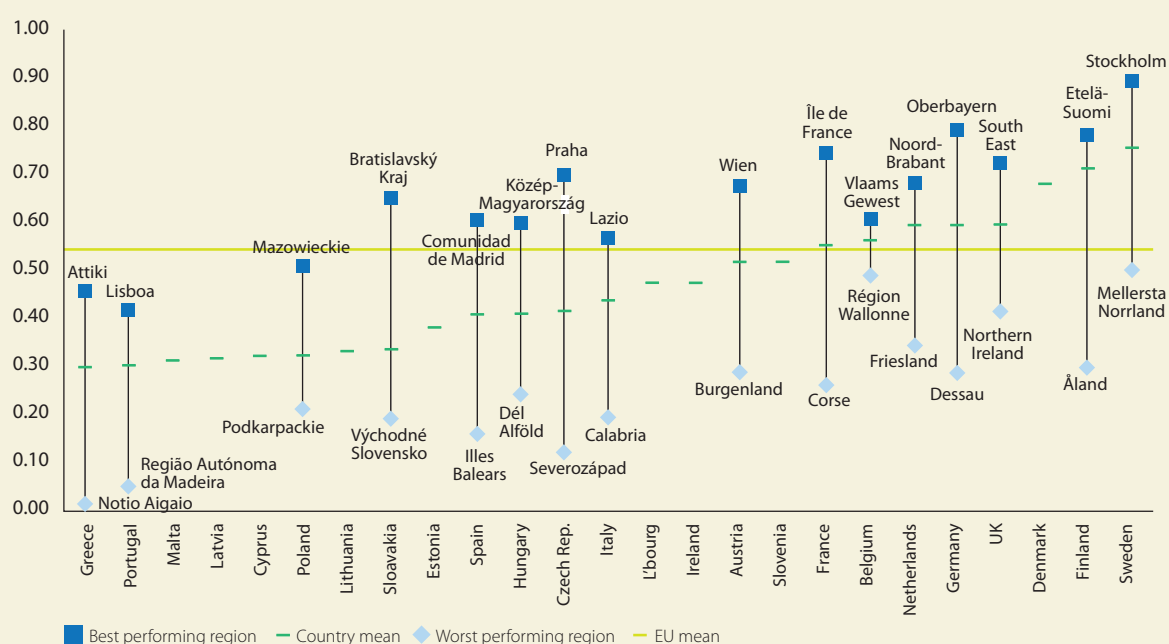 1.00
0.90
0.80
0.70
0.60
0.50
0.40
0.30
0.20
0.10
0.00
Attiki
Notio Aigaio
Lisboa
Região Autónoma
da Madeira
Mazowieckie
Podkarpackie
Bratislavský
Kraj
Východné
Slovensko
Comunidad
de Madrid
Illes
Balears
Közép-
Magyarország
Dél
Alföld
Praha
Severozápad
Lazio
Calabria
Wien
Burgenland
Île de
France
Corse
Vlaams
Gewest
Région
Wallonne
Noord-
Brabant
Friesland
Oberbayern
Dessau
South
East
Northern
Ireland
Etelä-
Suomi
Åland
Stockholm
Mellersta
Norrland
Greece
Portugal
Malta
Latvia
Cyprus
Poland
Lithuania
Sloavakia
Estonia
Spain
Hungary
Czech Rep.
Italy
L'bourg
Ireland
Austria
Slovenia
France
Belgium
Netherlands
Germany
UK
Denmark
Finland
Sweden
Best performing region
Country mean
Worst performing region
EU mean